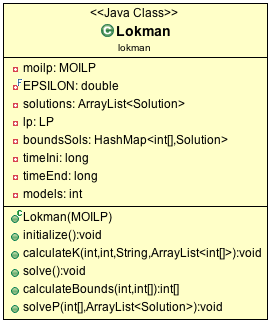 <<Java Class>>
Lokman
lokman
moilp: MOILP
EPSILON: double
solutions: ArrayList<Solution>
lp: LP
boundsSols: HashMap<int[],Solution>
timeIni: long
timeEnd: long
models: int
Lokman(MOILP)
initialize():void
calculateK(int,int,String,ArrayList<int[]>):void
solve():void
calculateBounds(int,int[]):int[]
solveP(int[],ArrayList<Solution>):void